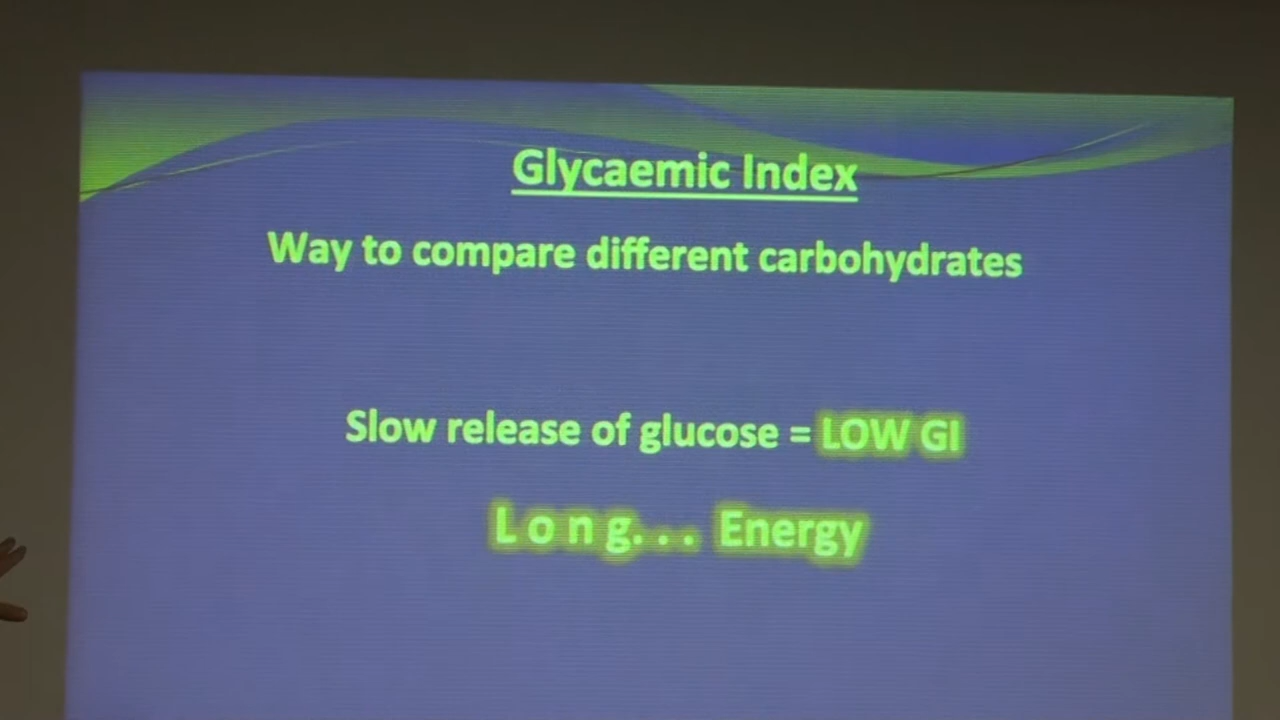 Glycaemic Index
Way to compare different carbohydrates
Slow release of glucose = LOW GI
L o n g. . . Energy